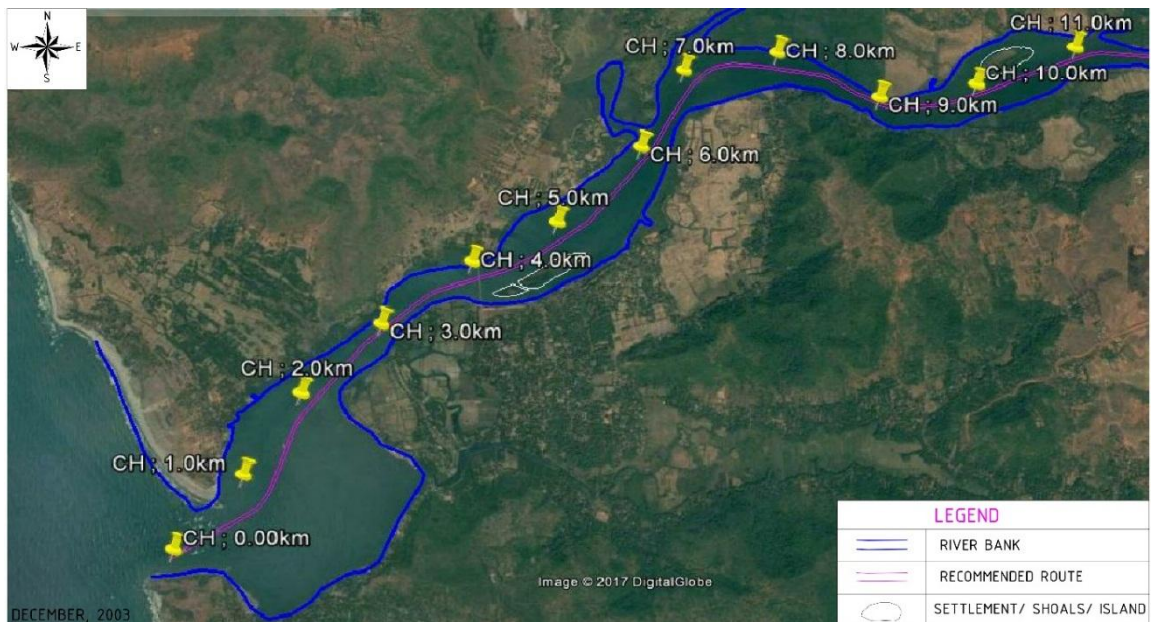 N
W E
S
CH ; 11.0km
CH ; 7.0km
CH ; 8.0km
CH ; 10.0km
CH ; 9.0km
CH ; 6.0km
CH ; 5.0km
CH ; 4.0km
CH ; 3.0km
CH ; 2.0km
CH ; 1.0km
CH ; 0.00km
LEGEND
RIVER BANK
RECOMMENDED ROUTE
SETTLEMENT/ SHOALS/ ISLAND
Image © 2017 DigitalGlobe
DECEMBER, 2003